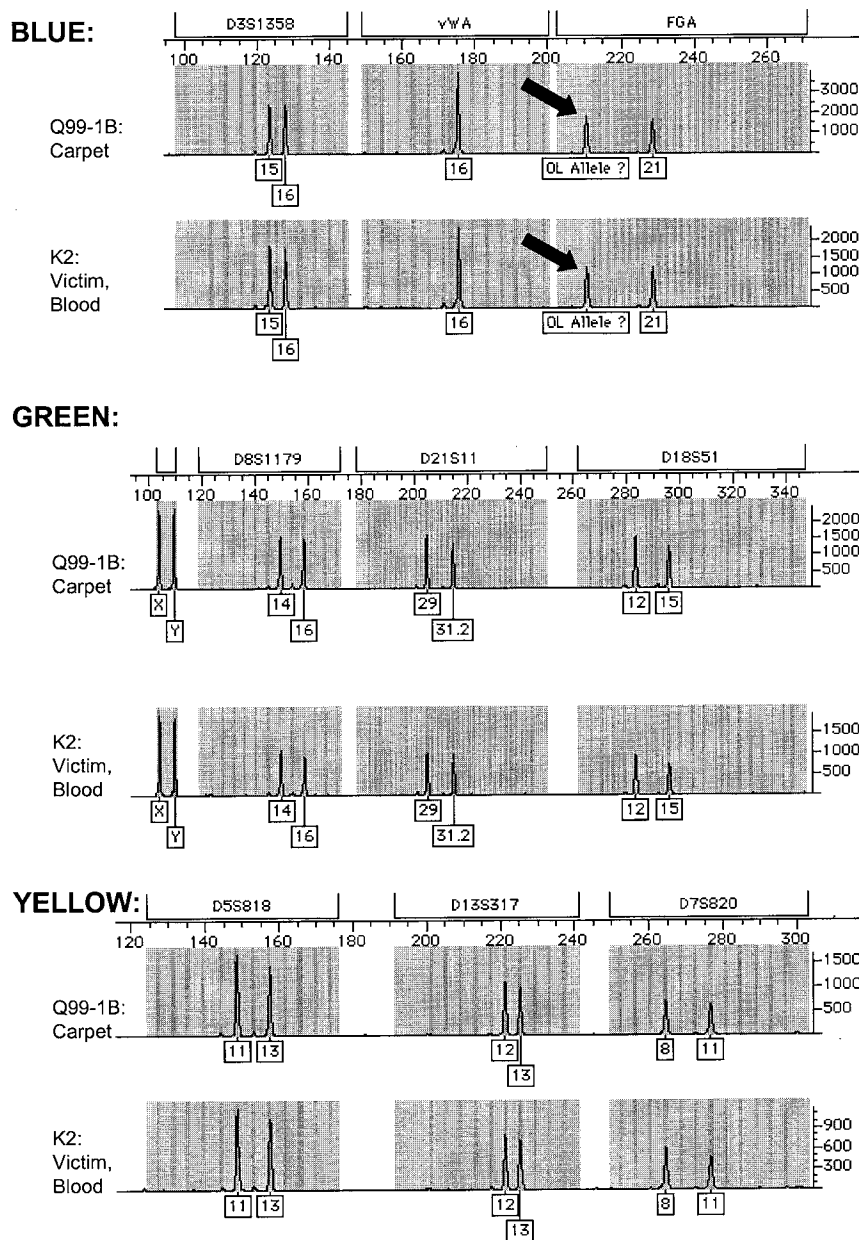 BLUE:
D3S1358 vWA FGA
100 120 140 160 180 200 220 240 260
Q99-1B:
Carpet
3000
2000
1000
15 16 OL Allele ? 21
16
K2:
Victim,
Blood
2000
1500
1000
500
15 16 OL Allele ? 21
16
GREEN:
D8S1179 D21S11 D18S51
100 120 140 160 180 200 220 240 260 280 300 320 340
Q99-1B:
Carpet
2000
1500
1000
500
X 14 29 12 15
Y 16 31.2
K2:
Victim,
Blood
1500
1000
500
X 14 29 12 15
Y 16 31.2
YELLOW:
D5S818 D13S317 D7S820
120 140 160 180 200 220 240 260 280 300
Q99-1B:
Carpet
1500
1000
500
11 13 12 8 11
13
K2:
Victim,
Blood
900
600
300
11 13 12 8 11
13